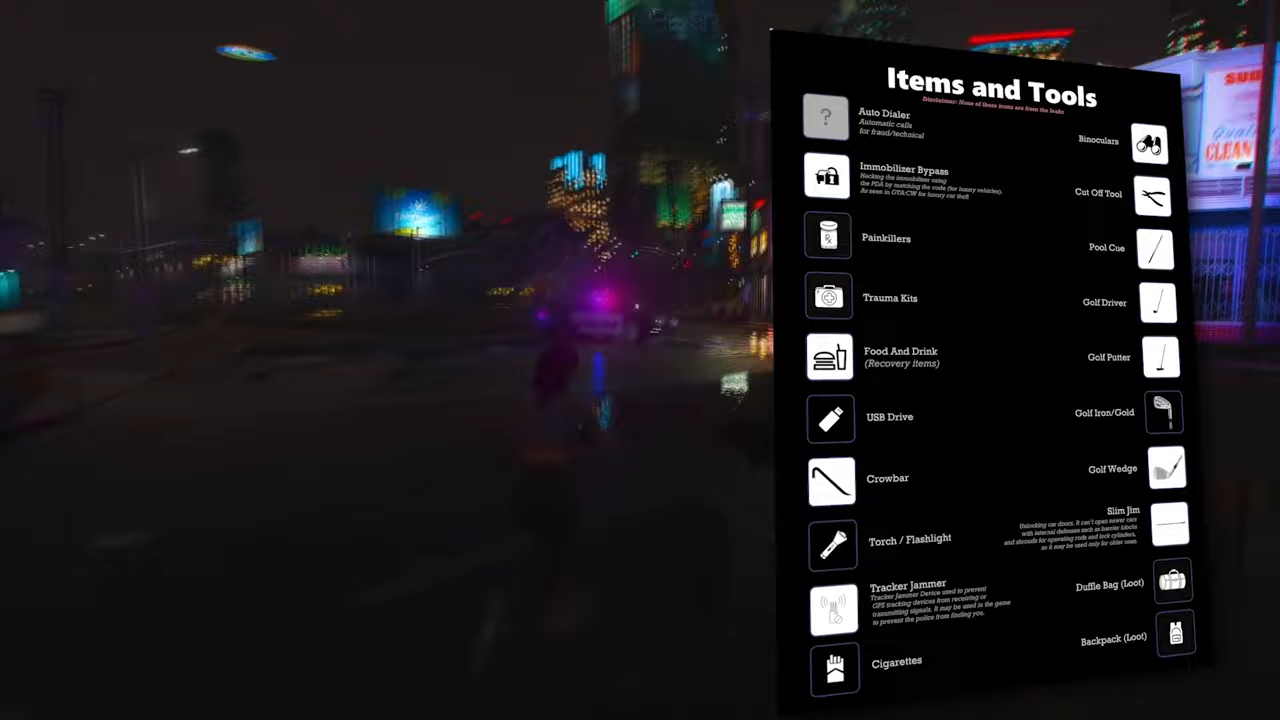 Items and Tools
Disclaimer: None of these items are from the leaks
?
Auto Dialer
Automatic calls
for fraud/technical
Immobilizer Bypass
Hacking the immobilizer using
the PDA by matching the code (for luxury vehicles).
As seen in GTA:CW for luxury car theft
Rx
Painkillers
Trauma Kits
Food And Drink
(Recovery items)
USB Drive
Crowbar
Torch / Flashlight
Tracker Jammer
Tracker Jammer Device used to prevent
GPS tracking devices from receiving or
transmitting signals. It may be used in the game
to prevent the police from finding you.
Cigarettes
Binoculars
Cut Off Tool
Pool Cue
Golf Driver
Golf Putter
Golf Iron/Gold
Golf Wedge
Slim Jim
Unlocking car doors. It can't open newer cars
with internal defenses such as barrier blocks
and shrouds for operating rods and lock cylinders,
so it may be used only for older ones.
Duffle Bag (Loot)
Backpack (Loot)
CLEAN